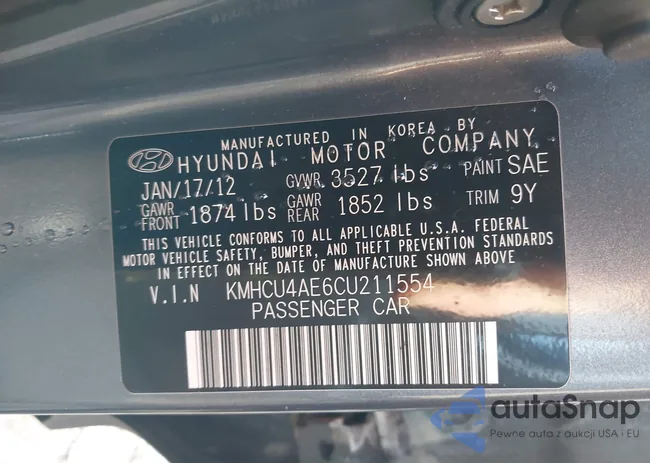 MANUFACTURED IN KOREA BY
HYUNDAI MOTOR COMPANY
JAN/17/12 GVWR 3527 lbs PAINT SAE
GAWR FRONT 1874 lbs GAWR REAR 1852 lbs TRIM 9Y
THIS VEHICLE CONFORMS TO ALL APPLICABLE U.S.A. FEDERAL
MOTOR VEHICLE SAFETY, BUMPER, AND THEFT PREVENTION STANDARDS
IN EFFECT ON THE DATE OF MANUFACTURE SHOWN ABOVE
V.I.N KMHCU4AE6CU211554
PASSENGER CAR
autaSnap
Pewne auta z aukcji USA i EU